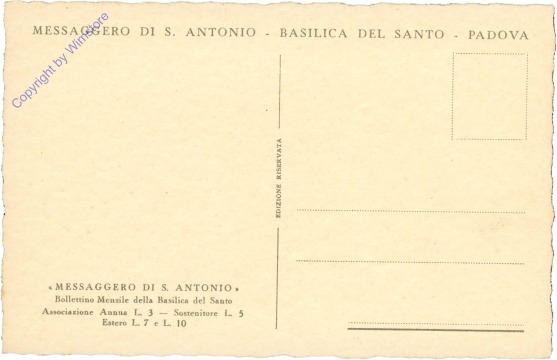 MESSAGGERO DI S. ANTONIO - BASILICA DEL SANTO - PADOVA
Copyright by WimStore
EDIZIONE RISERVATA
«MESSAGGERO DI S. ANTONIO»
Bollettino Mensile della Basilica del Santo
Associazione Annua L. 3 — Sostenitore L. 5
Estero L. 7 e L. 10